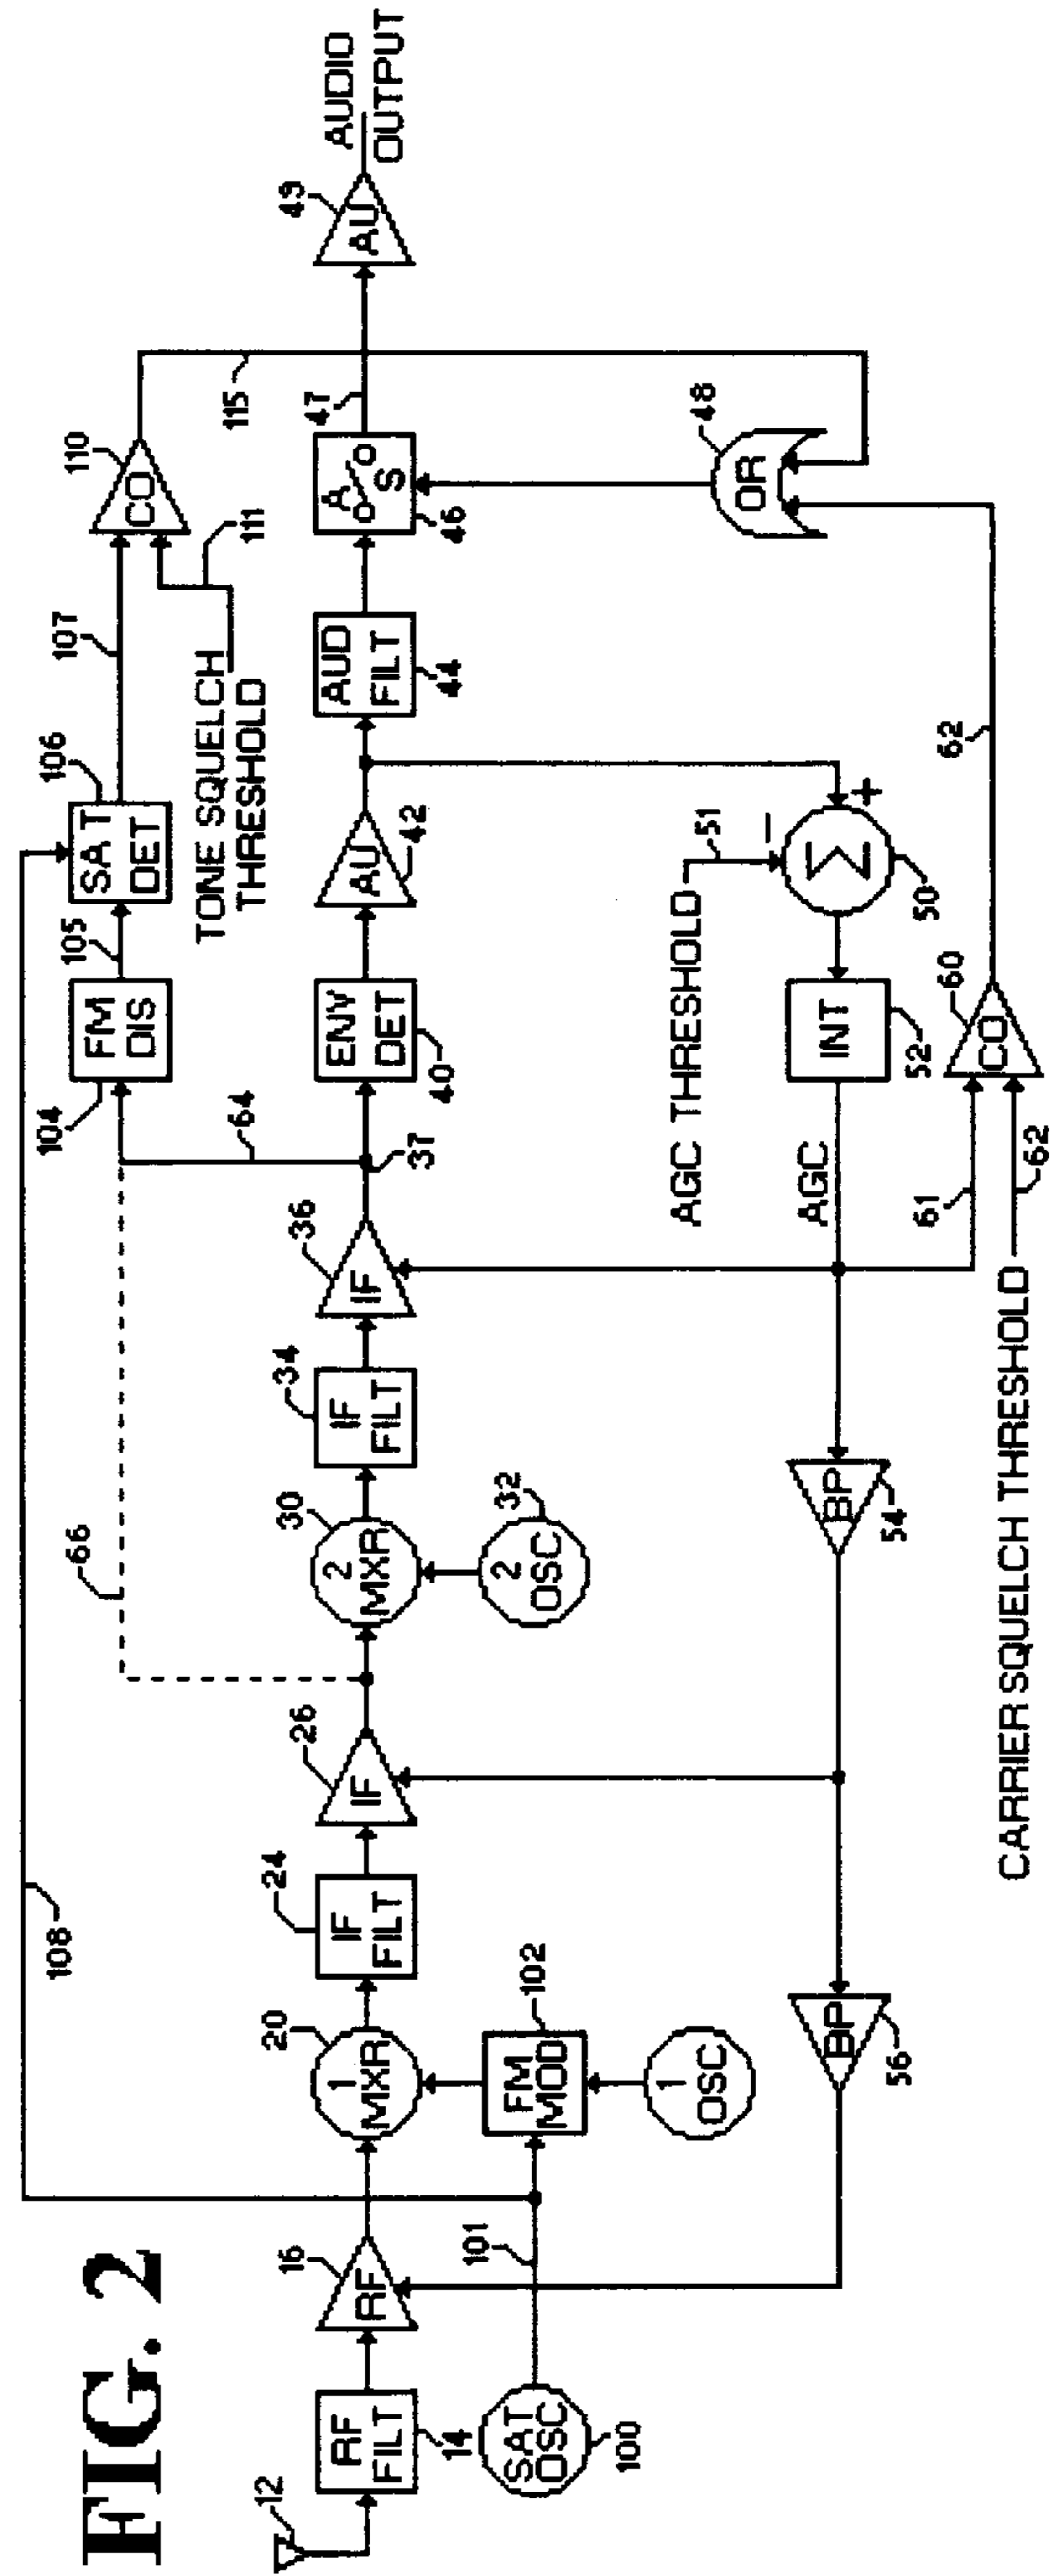 FIG. 2
108
66
64
104
FM
DIS
105
SAT
DET
106
107
110
CO
111
TONE SQUELCH
THRESHOLD
115
12
RF
FILT
14
16
RF
20
1
MXR
24
IF
FILT
26
IF
30
2
MXR
34
IF
FILT
36
IF
37
ENV
DET
40
AU
42
AUD
FILT
44
A
S
46
47
49
AU
AUDIO
OUTPUT
SAT
OSC
100
101
FM
MOD
102
1
OSC
2
OSC
32
OR
48
AGC THRESHOLD
51
−
+
Σ
50
INT
52
AGC
BP
54
BP
56
61
CO
60
62
62
CARRIER SQUELCH THRESHOLD